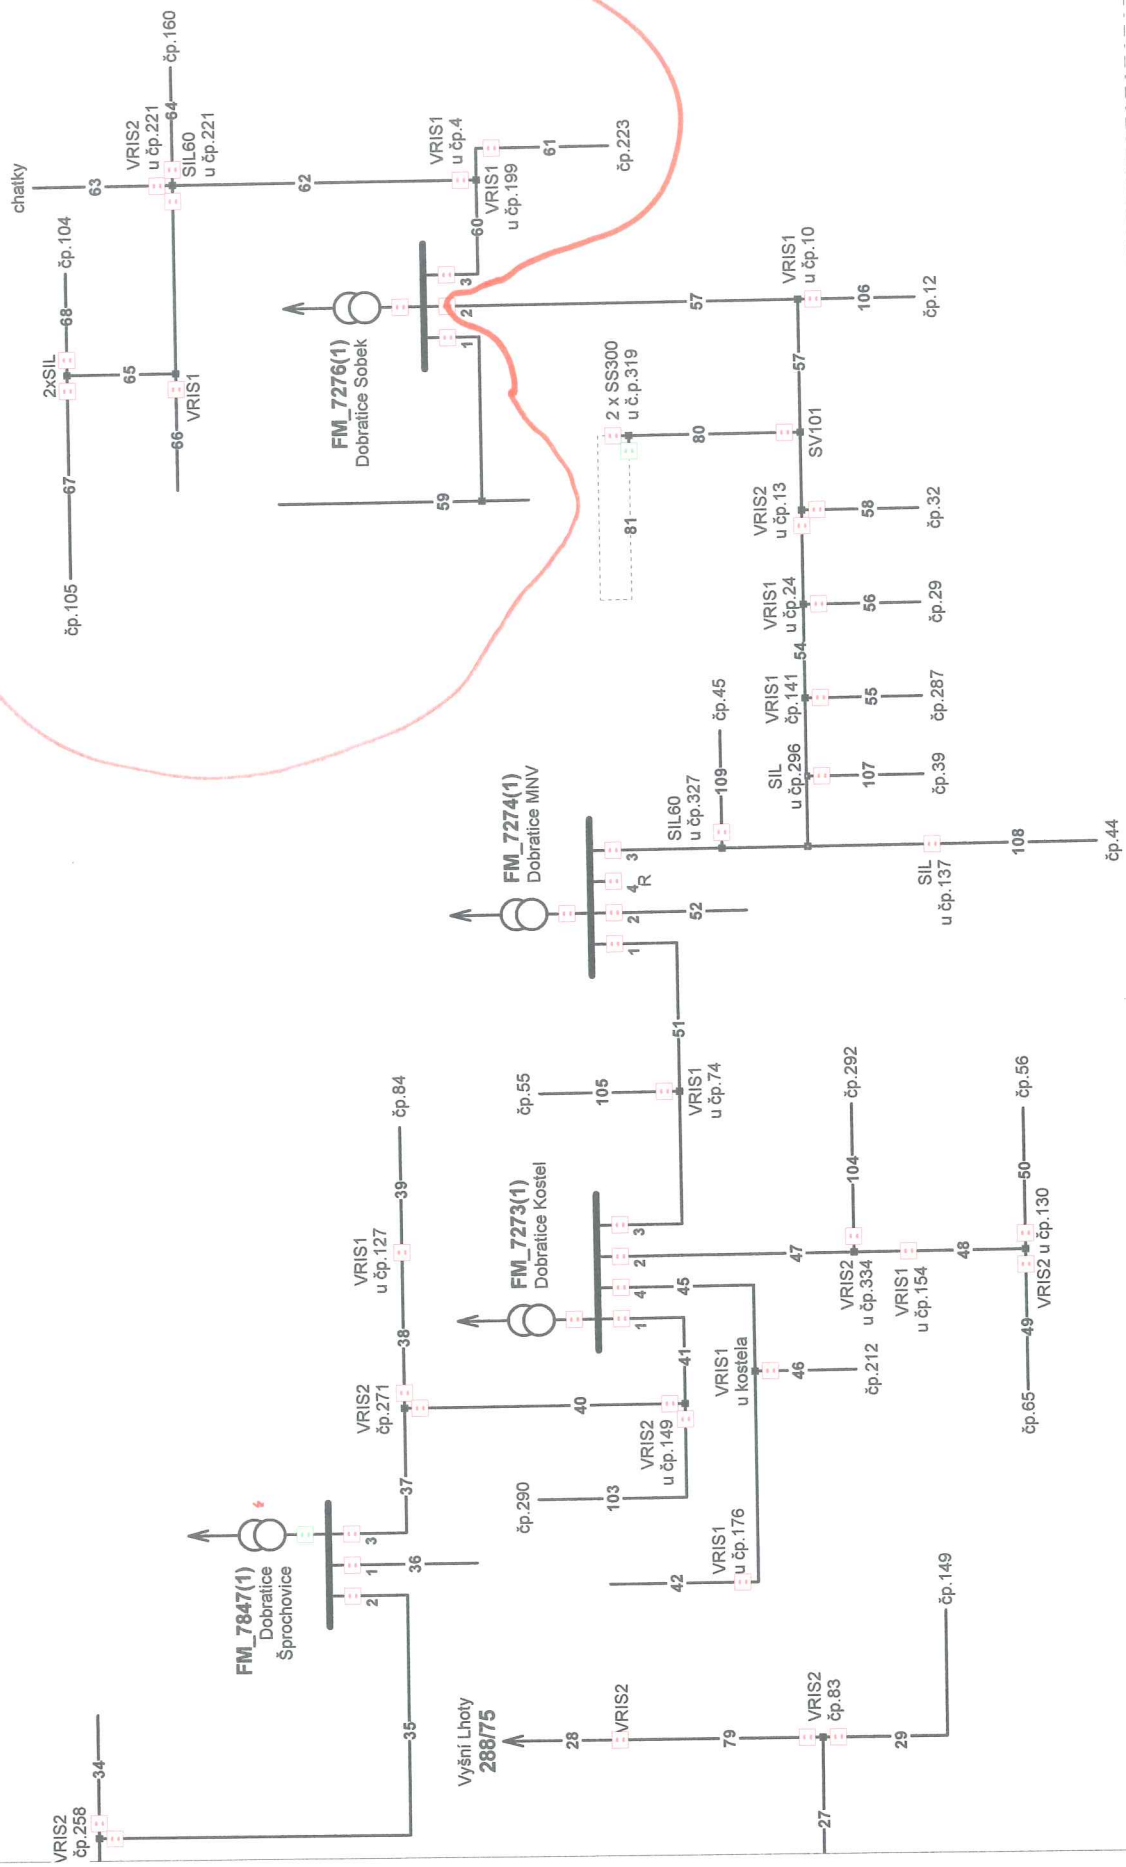 chatky
63
VRIS2
u čp.221
SIL60
u čp.221
64
čp.160
čp.104
68
2xSIL
65
67
čp.105
66
VRIS1
62
VRIS1
u čp.4
VRIS1
u čp.199
61
čp.223
60
FM_7276(1)
Dobratice Sobek
1
2
3
59
57
VRIS1
u čp.10
106
čp.12
57
2 x SS300
u č.p.319
80
81
SV101
VRIS2
u čp.13
58
čp.32
VRIS1
u čp.24
56
čp.29
54
VRIS1
čp.141
55
čp.287
SIL
u čp.296
107
čp.39
čp.45
109
SIL60
u čp.327
108
SIL
u čp.137
čp.44
FM_7274(1)
Dobratice MNV
1
2
4
R
3
52
51
čp.55
105
VRIS1
u čp.74
čp.84
39
VRIS1
u čp.127
38
VRIS2
čp.271
37
40
FM_7273(1)
Dobratice Kostel
1
4
2
3
41
45
47
VRIS2
u čp.149
103
čp.290
VRIS1
u kostela
46
čp.212
VRIS1
u čp.176
42
čp.292
104
VRIS2
u čp.334
VRIS1
u čp.154
48
čp.56
50
VRIS2 u čp.130
49
čp.65
FM_7847(1)
Dobratice
Šprochovice
2
1
3
36
35
34
VRIS2
čp.258
Vyšní Lhoty
288/75
28
VRIS2
79
VRIS2
čp.83
29
čp.149
27